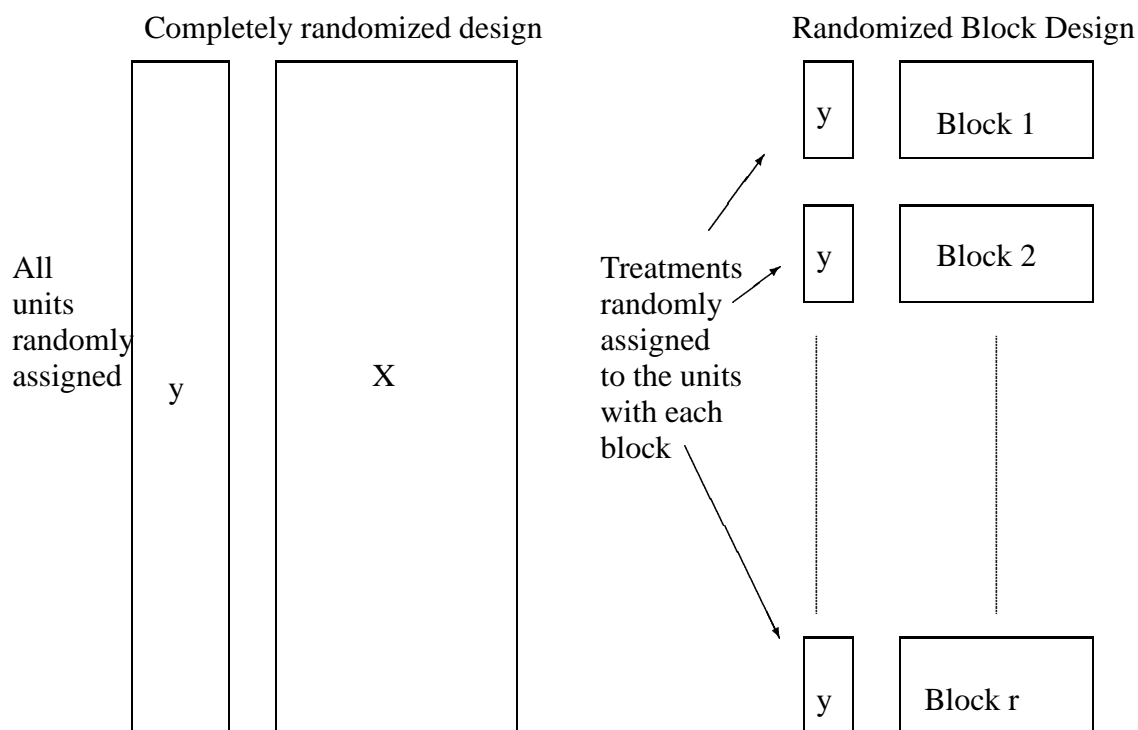 Completely randomized design
All
units
randomly
assigned
y
X
Randomized Block Design
Treatments
randomly
assigned
to the units
with each
block
y
Block 1
y
Block 2
y
Block r